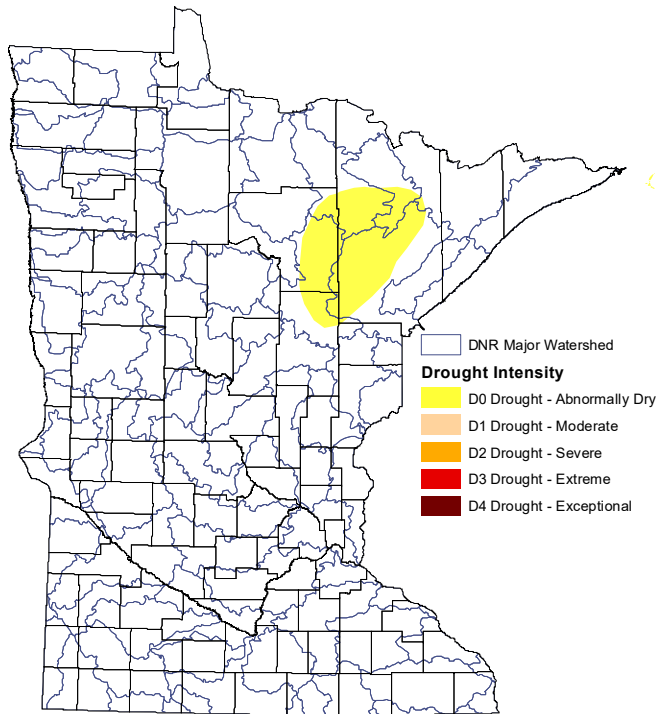 DNR Major Watershed
Drought Intensity
D0 Drought - Abnormally Dry
D1 Drought - Moderate
D2 Drought - Severe
D3 Drought - Extreme
D4 Drought - Exceptional